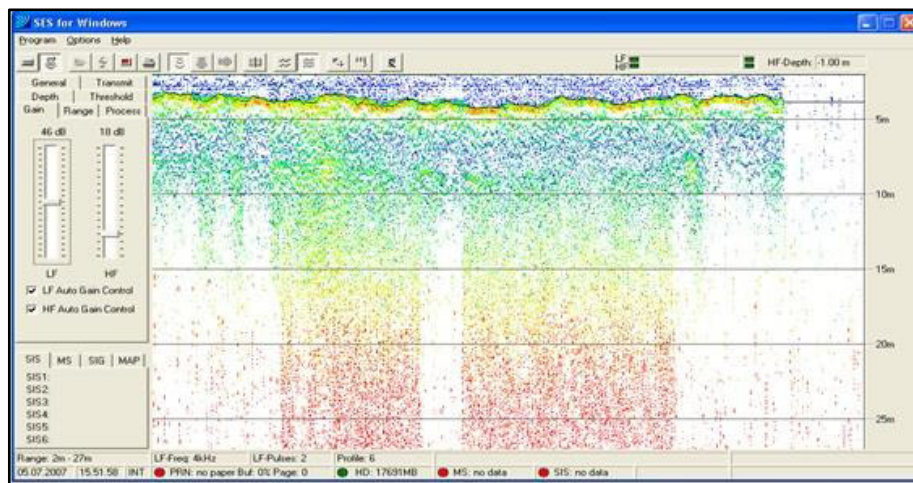 SES for Windows
Program Options Help
LF
HF
HF-Depth: -1.00 m
General Transmit
Depth Threshold
Gain Range Process
46 dB 18 dB
LF HF
LF Auto Gain Control
HF Auto Gain Control
5m
10m
15m
20m
25m
SIS MS SIG MAP
SIS1:
SIS2:
SIS3:
SIS4:
SIS5:
SIS6:
Range: 2m - 27m LF-Freq: 4kHz LF-Pulses: 2 Profile: 6
05.07.2007 15.51.58 INT PRN: no paper Buf: 0% Page: 0 HD: 17691MB MS: no data SIS: no data